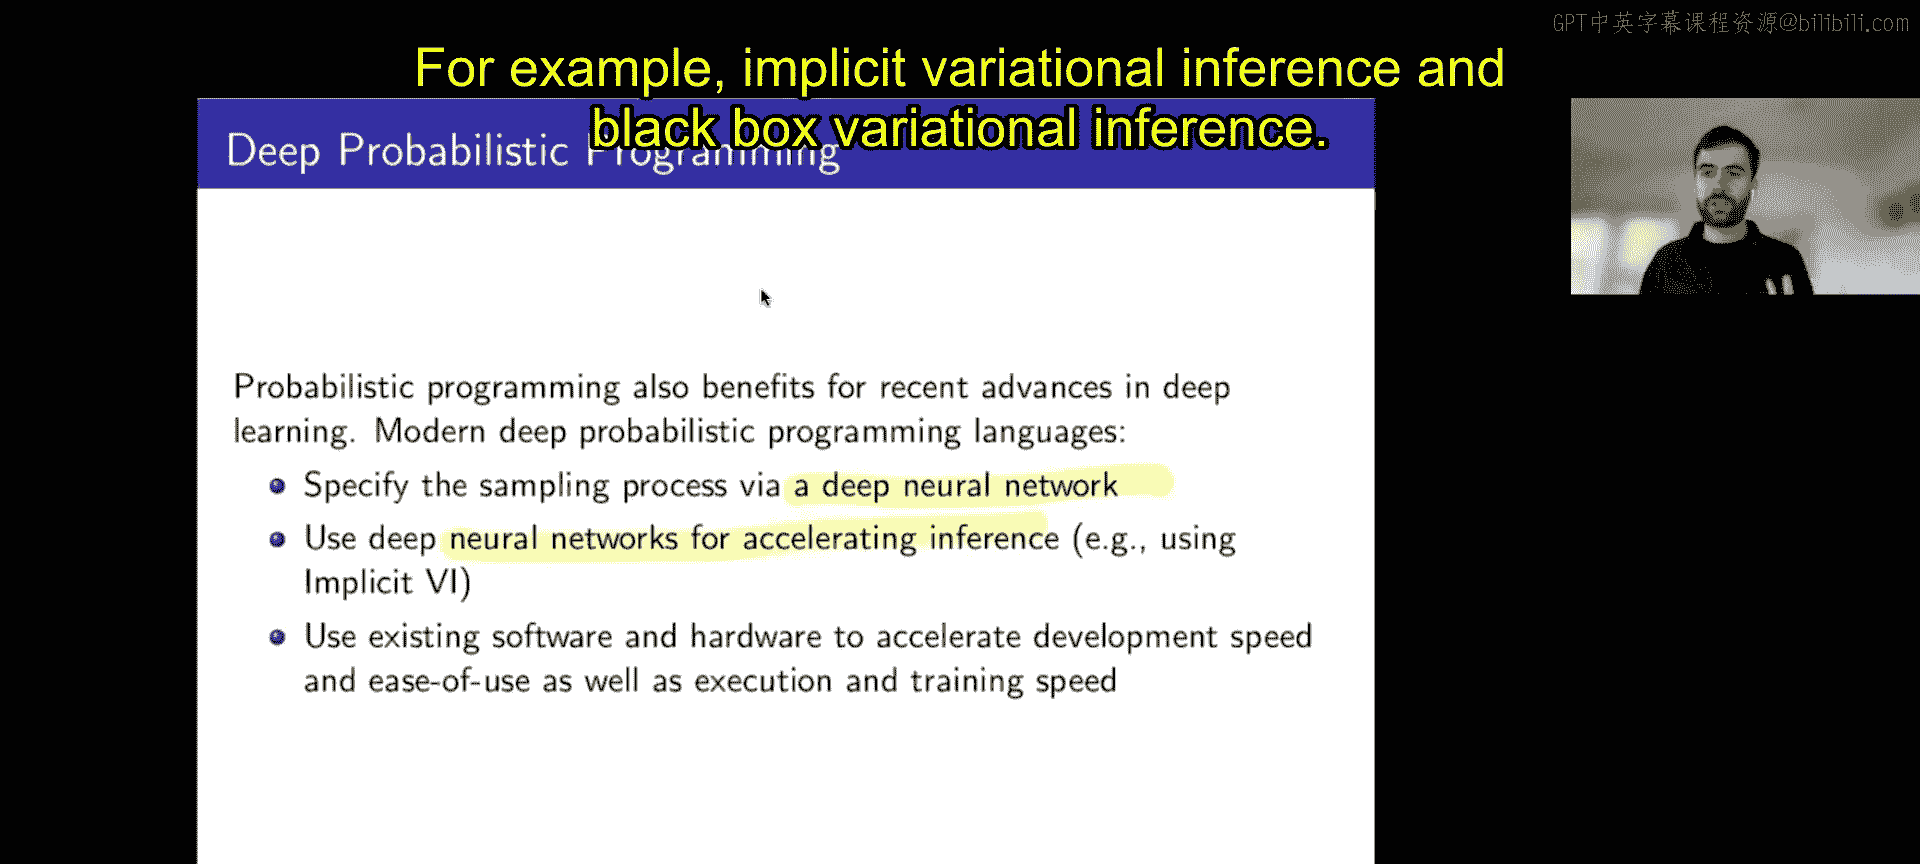 GPT中英字幕课程资源@bilibili.com
For example, implicit variational inference and
black box variational inference.
Deep Probabilistic Programming
Probabilistic programming also benefits for recent advances in deep
learning. Modern deep probabilistic programming languages:
Specify the sampling process via a deep neural network
Use deep neural networks for accelerating inference (e.g., using
Implicit VI)
Use existing software and hardware to accelerate development speed
and ease-of-use as well as execution and training speed